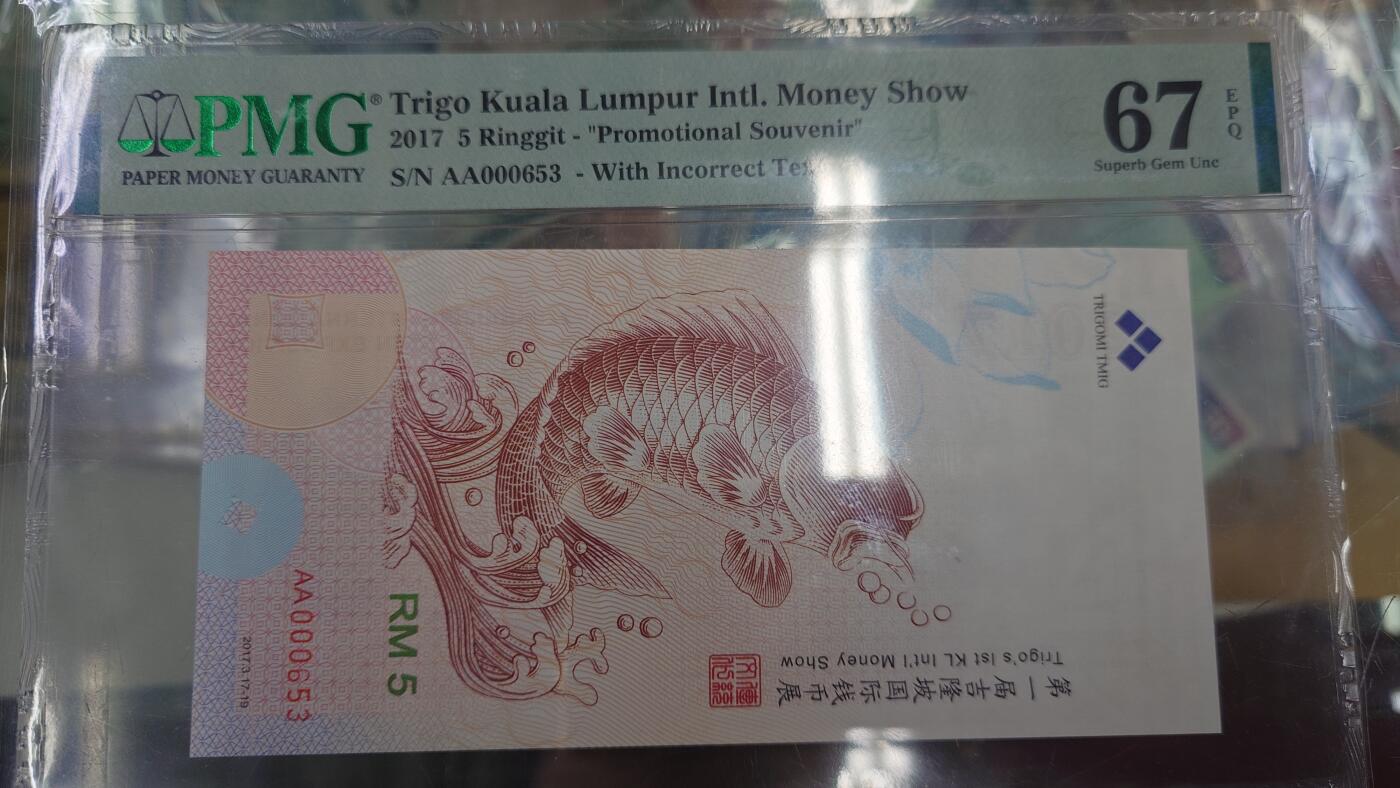 PMG®
PAPER MONEY GUARANTY
Trigo Kuala Lumpur Intl. Money Show
2017 5 Ringgit - "Promotional Souvenir"
S/N AA000653 - With Incorrect
67
EPQ
Superb Gem Unc
TRIGOMI TMIG
第一届吉隆坡国际钱币展
Trigo's Ist KL Int'l Money Show
RM 5
AA000653
2017.3.17-19